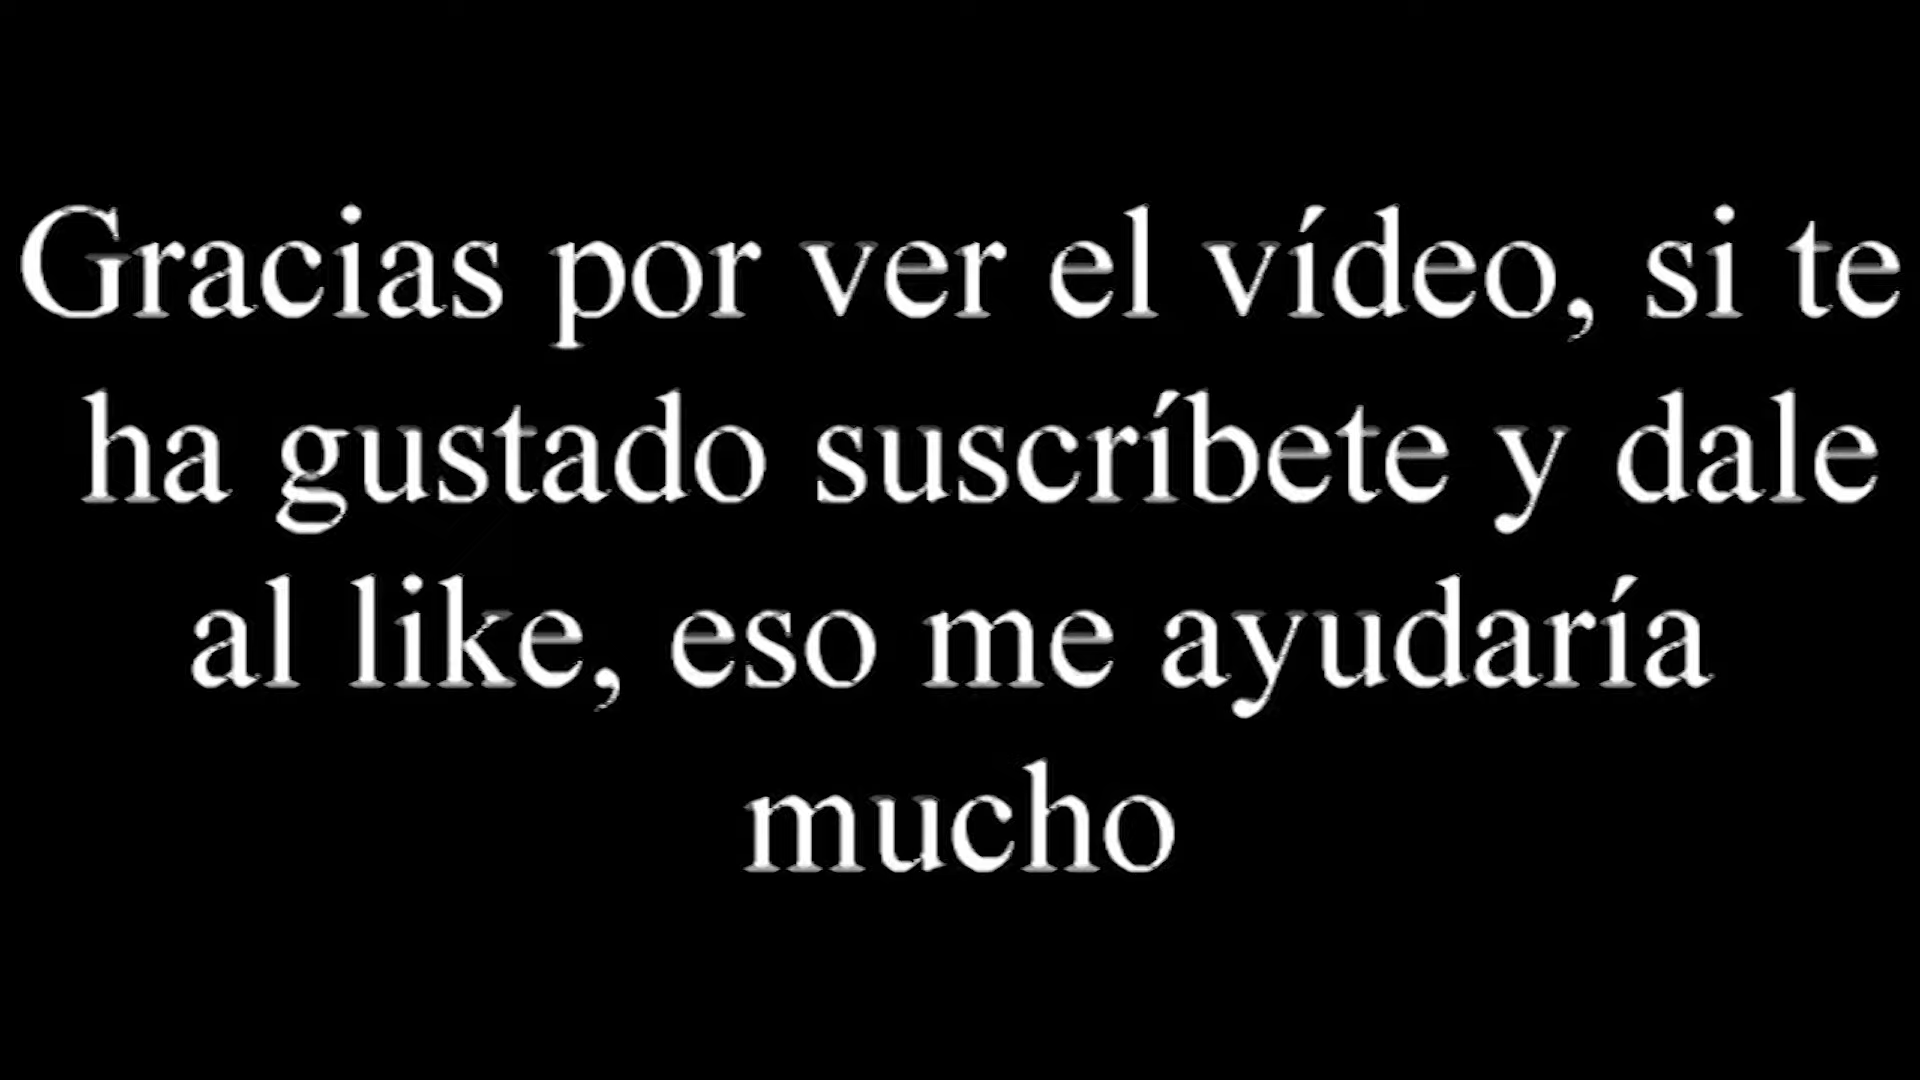 Gracias por ver el vídeo, si te
ha gustado suscríbete y dale
al like, eso me ayudaría
mucho